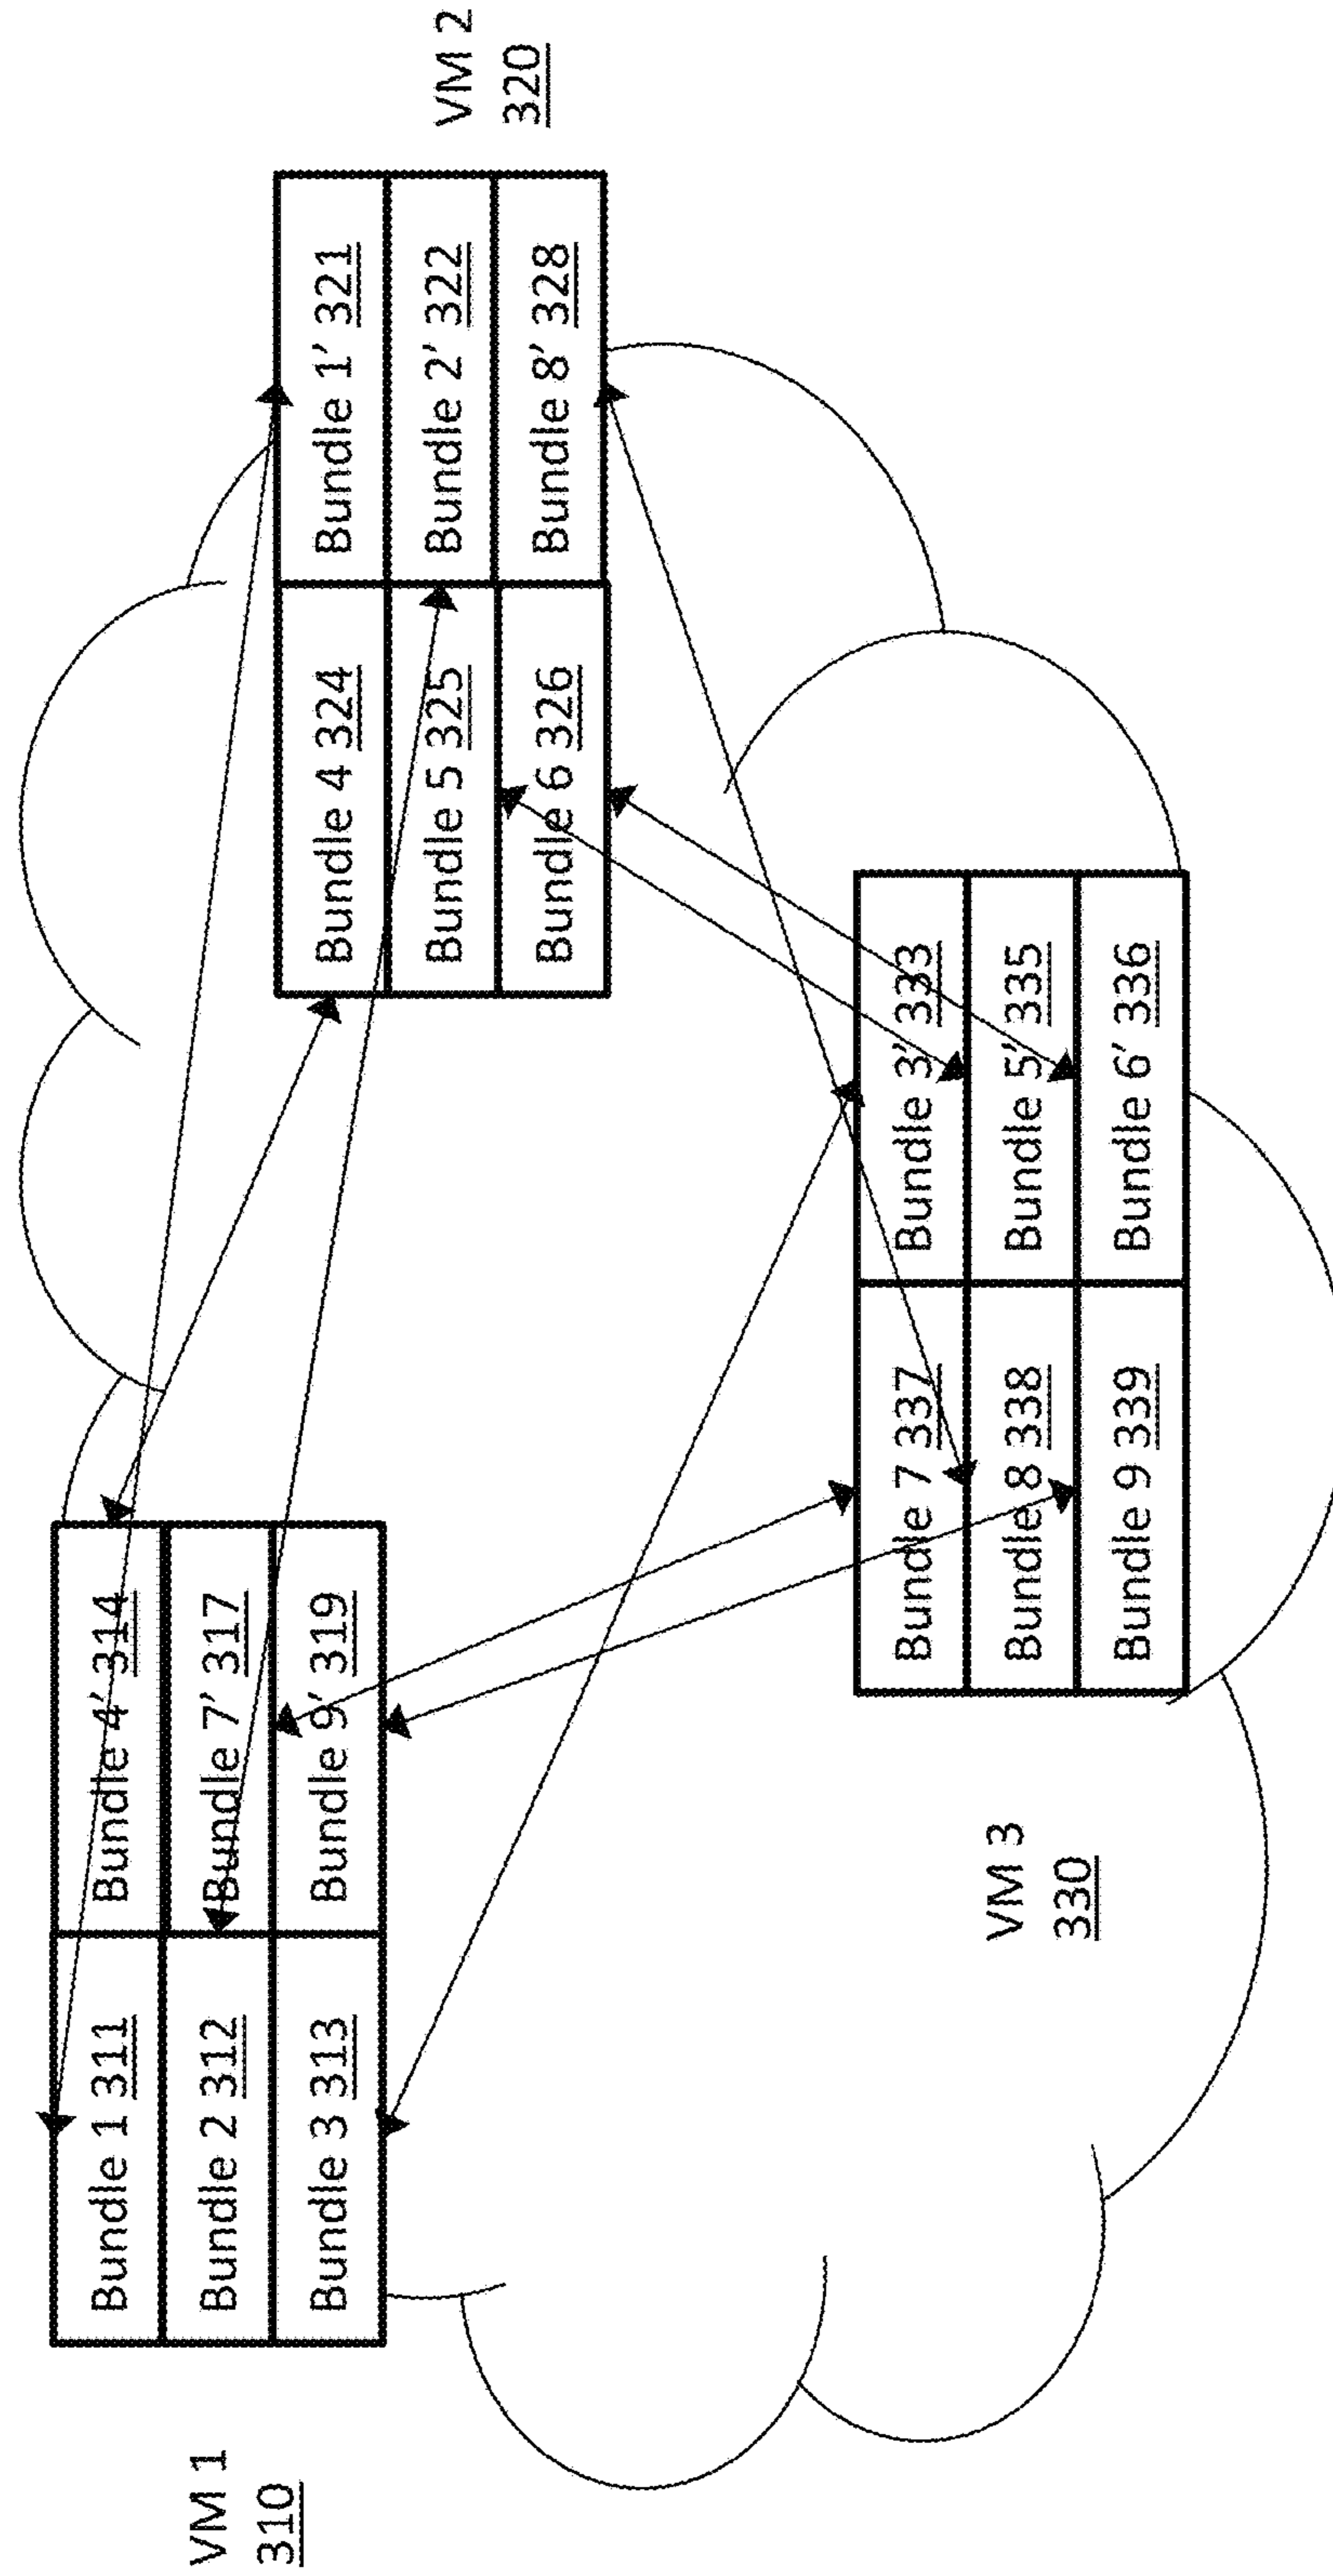 VM 1
310
Bundle 1 311
Bundle 4' 314
Bundle 2 312
Bundle 7' 317
Bundle 3 313
Bundle 9' 319
VM 2
320
Bundle 4 324
Bundle 1' 321
Bundle 5 325
Bundle 2' 322
Bundle 6 326
Bundle 8' 328
VM 3
330
Bundle 7 337
Bundle 3' 333
Bundle 8 338
Bundle 5' 335
Bundle 9 339
Bundle 6' 336